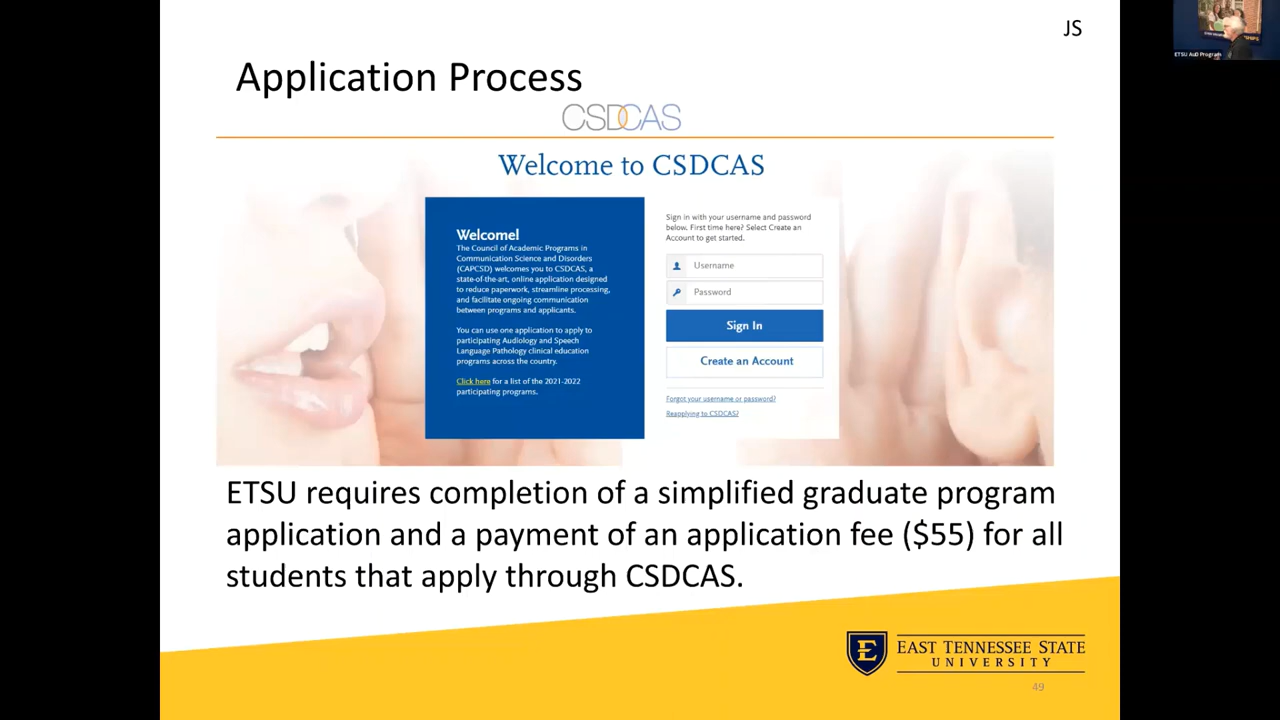 JS
ETSU AuD Program
Application Process
CSDCAS
Welcome to CSDCAS
Welcome!
The Council of Academic Programs in
Communication Science and Disorders
(CAPCSD) welcomes you to CSDCAS, a
state-of-the-art, online application designed
to reduce paperwork, streamline processing,
and facilitate ongoing communication
between programs and applicants.
You can use one application to apply to
participating Audiology and Speech
Language Pathology clinical education
programs across the country.
Click here for a list of the 2021-2022
participating programs.
Sign in with your username and password
below. First time here? Select Create an
Account to get started.
Username
Password
Sign In
Create an Account
Forgot your username or password?
Reapplying to CSDCAS?
ETSU requires completion of a simplified graduate program
application and a payment of an application fee ($55) for all
students that apply through CSDCAS.
E
EAST TENNESSEE STATE
UNIVERSITY
49